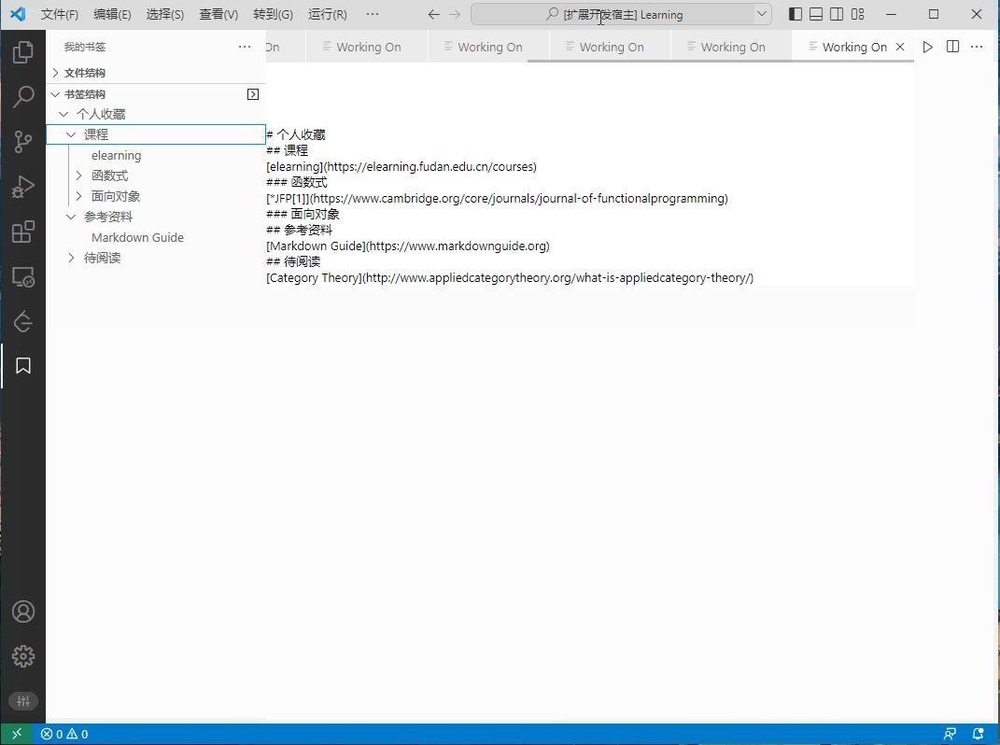 文件(F) 编辑(E) 选择(S) 查看(V) 转到(G) 运行(R) ··· [扩展开发宿主] Learning
我的书签 ···
On Working On Working On Working On Working On Working On ···
文件结构
书签结构
个人收藏
课程
elearning
函数式
面向对象
参考资料
Markdown Guide
待阅读
# 个人收藏
## 课程
[elearning](https://elearning.fudan.edu.cn/courses)
### 函数式
[*JFP[1]](https://www.cambridge.org/core/journals/journal-of-functionalprogramming)
### 面向对象
## 参考资料
[Markdown Guide](https://www.markdownguide.org)
## 待阅读
[Category Theory](http://www.appliedcategorytheory.org/what-is-appliedcategory-theory/)
0 0